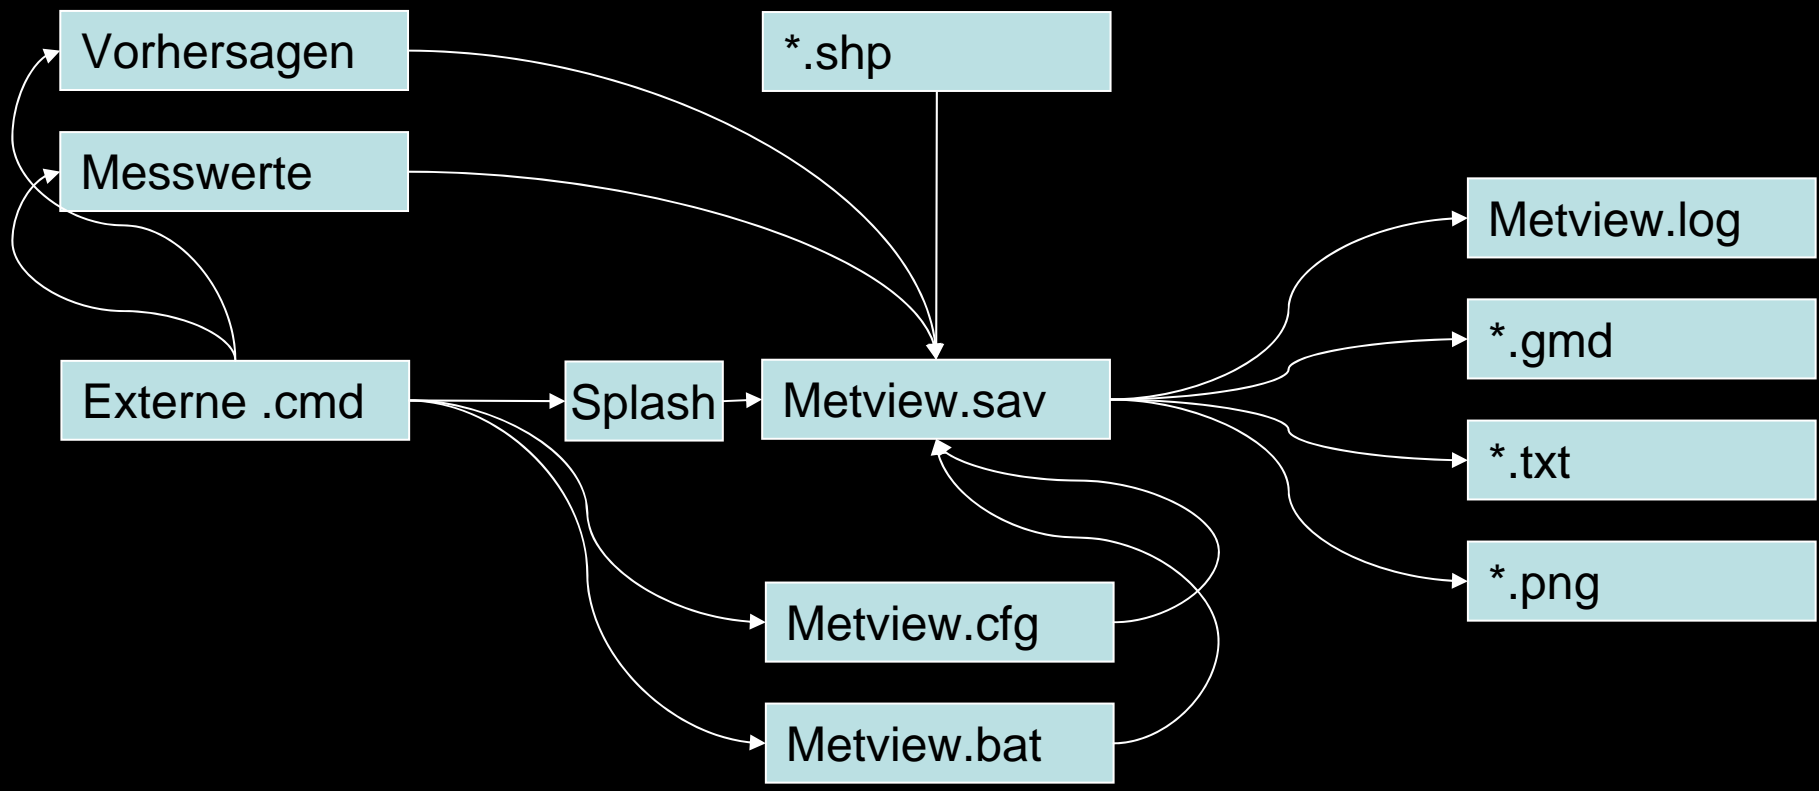 Vorhersagen
*.shp
Messwerte
Metview.log
*.gmd
Externe .cmd
Splash
Metview.sav
*.txt
*.png
Metview.cfg
Metview.bat